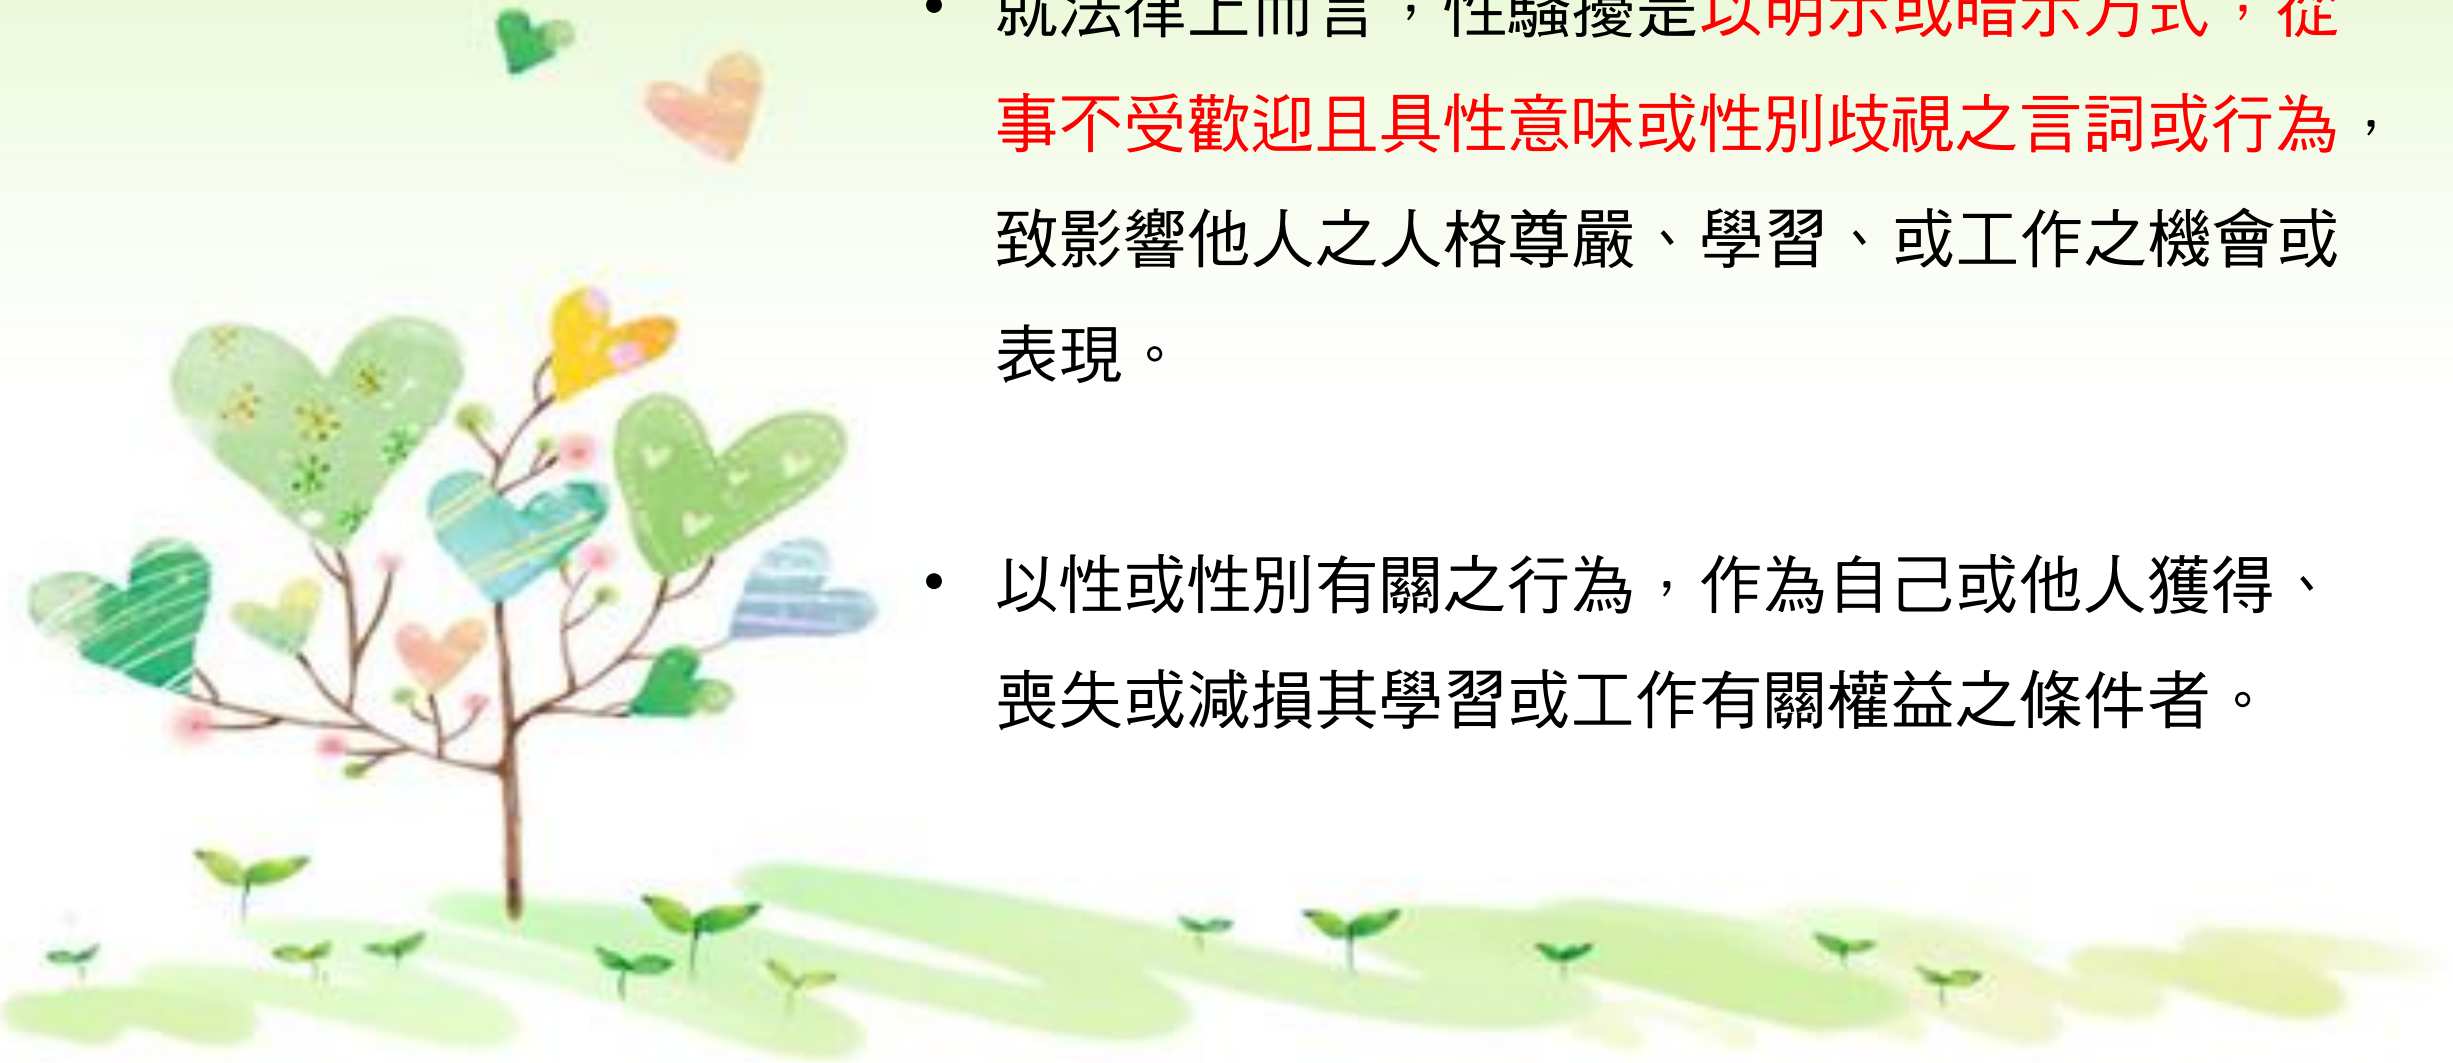 • 就法律上而言，性騷擾是以明示或暗示方式，從
事不受歡迎且具性意味或性別歧視之言詞或行為，
致影響他人之人格尊嚴、學習、或工作之機會或
表現。
• 以性或性別有關之行為，作為自己或他人獲得、
喪失或減損其學習或工作有關權益之條件者。